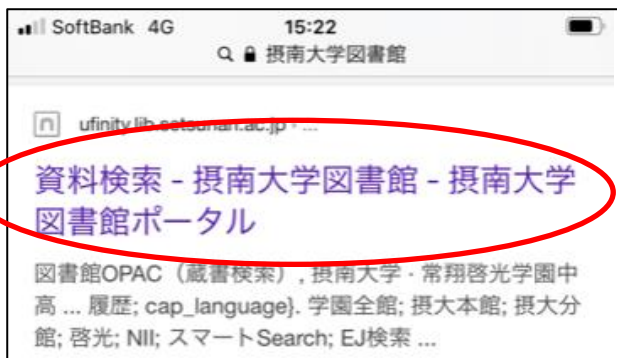 SoftBank 4G 15:22
摂南大学図書館
ufinity.lib.setsunan.ac.jp · ...
資料検索 - 摂南大学図書館 - 摂南大学
図書館ポータル
図書館OPAC（蔵書検索）, 摂南大学 · 常翔啓光学園中
高 ... 履歴; cap_language}. 学園全館; 摂大本館; 摂大分
館; 啓光; NII; スマートSearch; EJ検索 ...